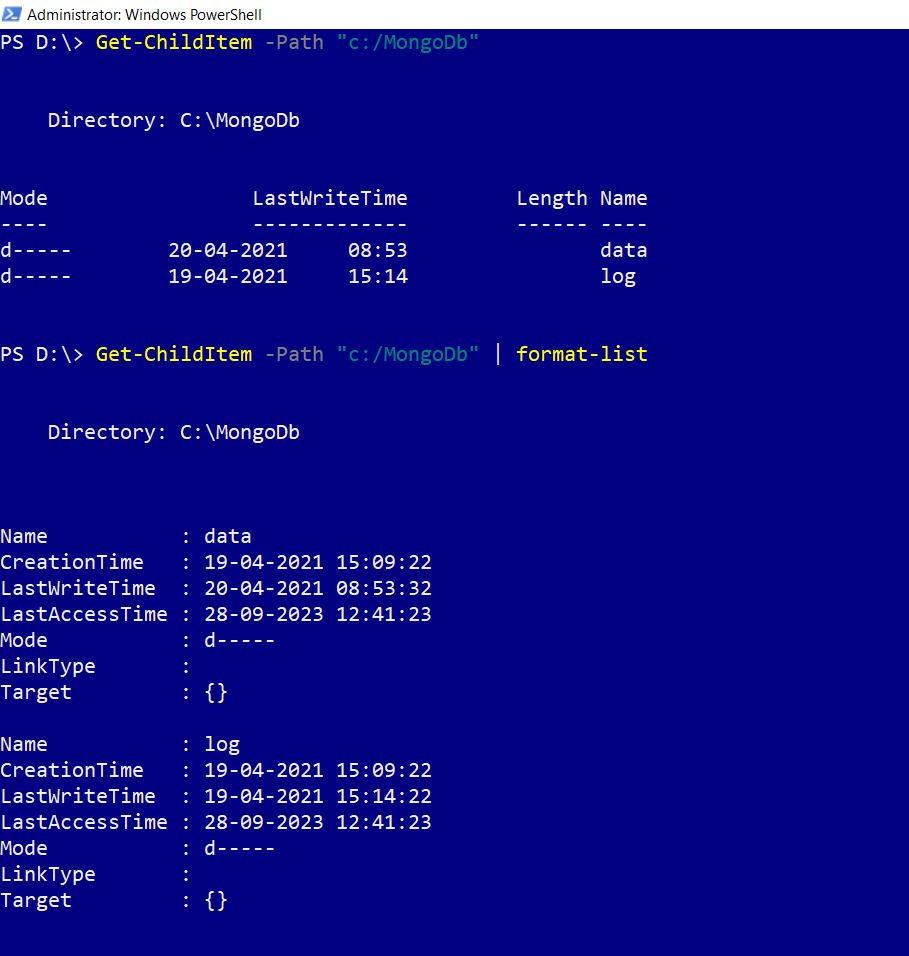 Administrator: Windows PowerShell
PS D:\> Get-ChildItem -Path "c:/MongoDb"
Directory: C:\MongoDb
Mode                 LastWriteTime         Length Name
----                 -------------         ------ ----
d-----        20-04-2021     08:53                data
d-----        19-04-2021     15:14                log
PS D:\> Get-ChildItem -Path "c:/MongoDb" | format-list
Directory: C:\MongoDb
Name           : data
CreationTime   : 19-04-2021 15:09:22
LastWriteTime  : 20-04-2021 08:53:32
LastAccessTime : 28-09-2023 12:41:23
Mode           : d-----
LinkType       :
Target         : {}
Name           : log
CreationTime   : 19-04-2021 15:09:22
LastWriteTime  : 19-04-2021 15:14:22
LastAccessTime : 28-09-2023 12:41:23
Mode           : d-----
LinkType       :
Target         : {}